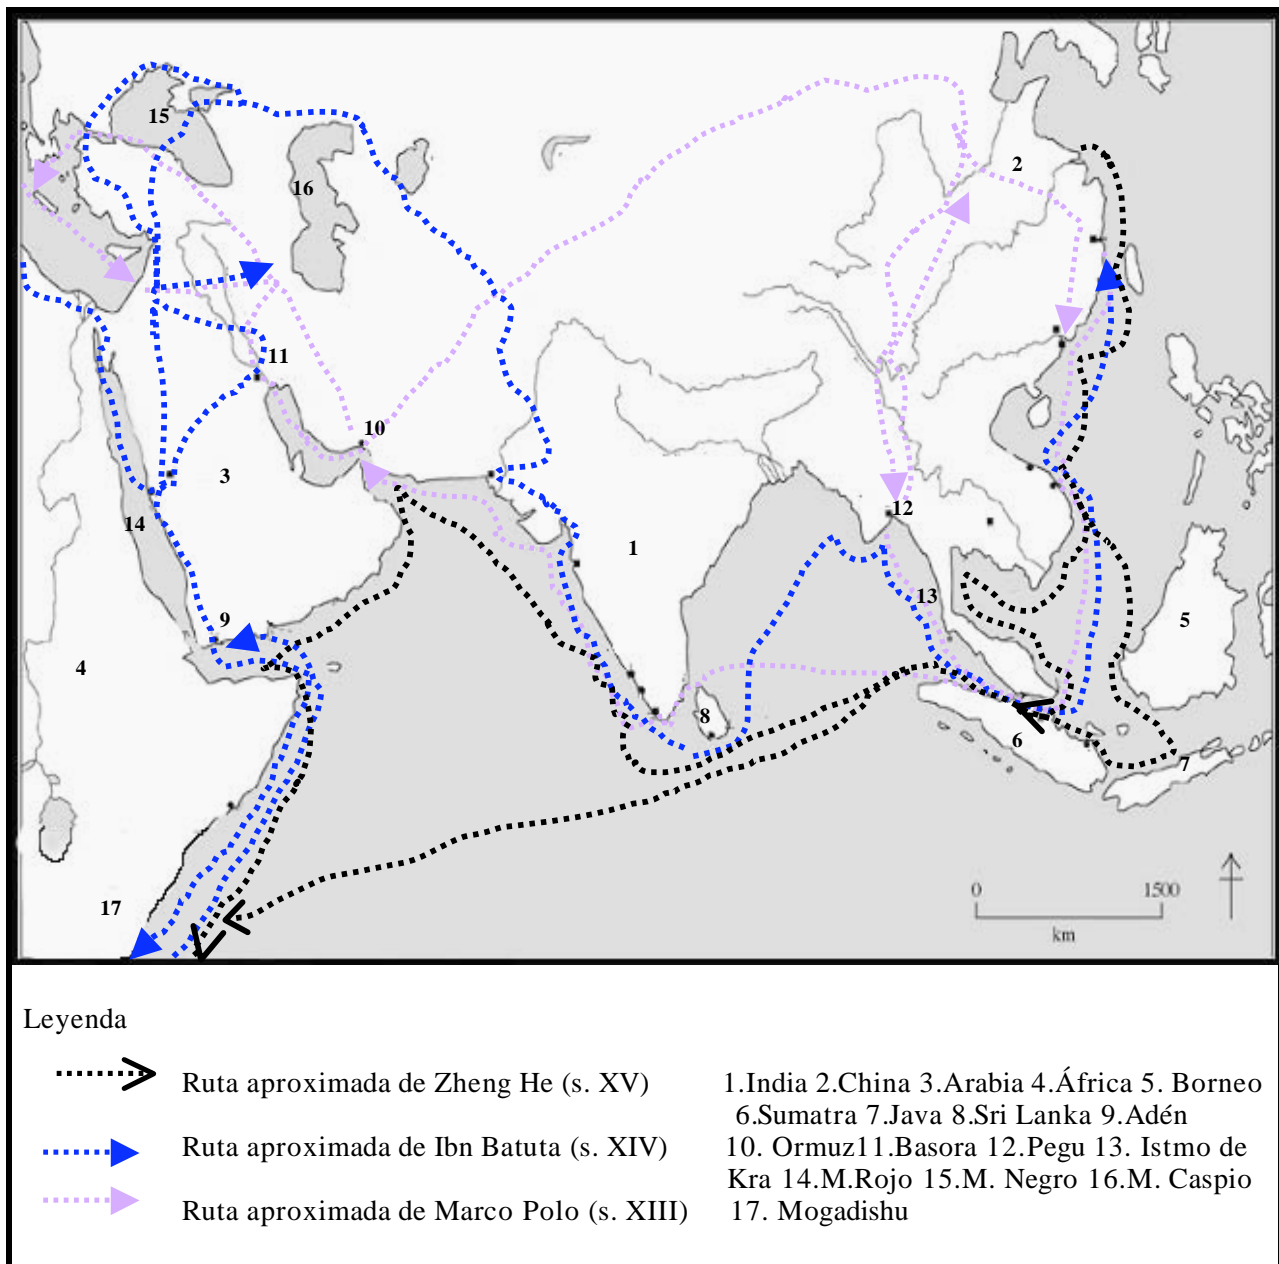 15
16
2
11
10
3
14
12
1
13
9
5
4
8
6
7
17
0 1500
km
Leyenda
Ruta aproximada de Zheng He (s. XV)
Ruta aproximada de Ibn Batuta (s. XIV)
Ruta aproximada de Marco Polo (s. XIII)
1.India 2.China 3.Arabia 4.África 5. Borneo
6.Sumatra 7.Java 8.Sri Lanka 9.Adén
10. Ormuz11.Basora 12.Pegu 13. Istmo de
Kra 14.M.Rojo 15.M. Negro 16.M. Caspio
17. Mogadishu